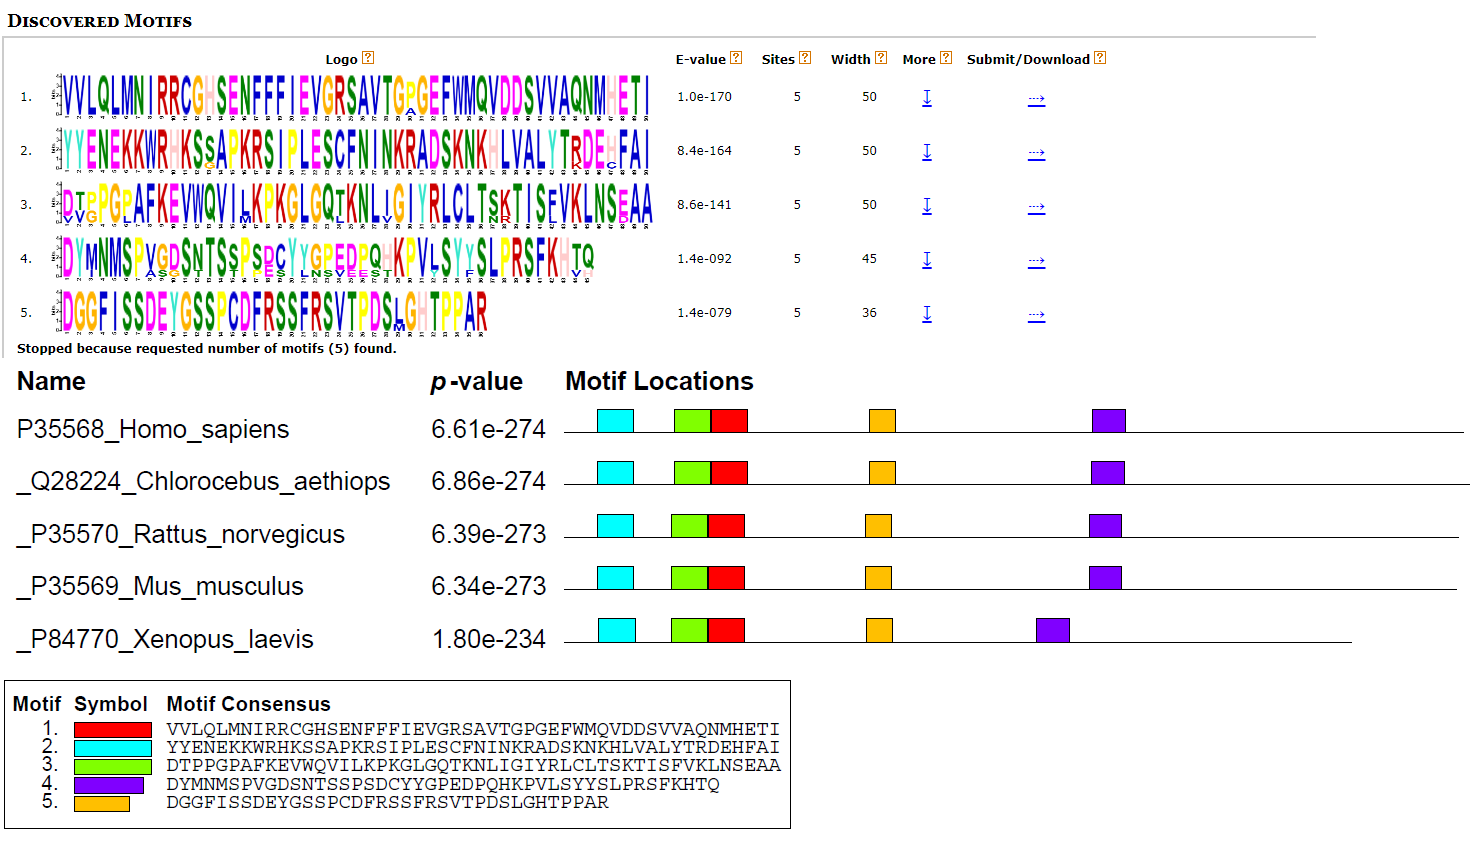 DISCOVERED MOTIFS
Logo ? E-value ? Sites ? Width ? More ? Submit/Download ?
1. VVLQLMNIRRCGHSENFFFIEVGRSAVTGPGEFWMQVDDSVVAQNMHETI 1.0e-170 5 50
2. YYENEKKWRHKSSAPKRSIPLESCFNINKRADSKNKHLVALYTRDEHFAI 8.4e-164 5 50
3. DTPPGPAFKEVWQVILKPKGLGQTKNLIGIYRLCLTSKTISFVKLNSEAA 8.6e-141 5 50
4. DYMNMSPVGDSNTSSPSDCYYGPEDPQHKPVLSYYSLPRSFKHTQ 1.4e-092 5 45
5. DGGFISSDEYGSSPCDFRSSFRSVTPDSLGHTPPAR 1.4e-079 5 36
Stopped because requested number of motifs (5) found.
Name p-value Motif Locations
P35568_Homo_sapiens 6.61e-274
_Q28224_Chlorocebus_aethiops 6.86e-274
_P35570_Rattus_norvegicus 6.39e-273
_P35569_Mus_musculus 6.34e-273
_P84770_Xenopus_laevis 1.80e-234
Motif Symbol Motif Consensus
1. VVLQLMNIRRCGHSENFFFIEVGRSAVTGPGEFWMQVDDSVVAQNMHETI
2. YYENEKKWRHKSSAPKRSIPLESCFNINKRADSKNKHLVALYTRDEHFAI
3. DTPPGPAFKEVWQVILKPKGLGQTKNLIGIYRLCLTSKTISFVKLNSEAA
4. DYMNMSPVGDSNTSSPSDCYYGPEDPQHKPVLSYYSLPRSFKHTQ
5. DGGFISSDEYGSSPCDFRSSFRSVTPDSLGHTPPAR